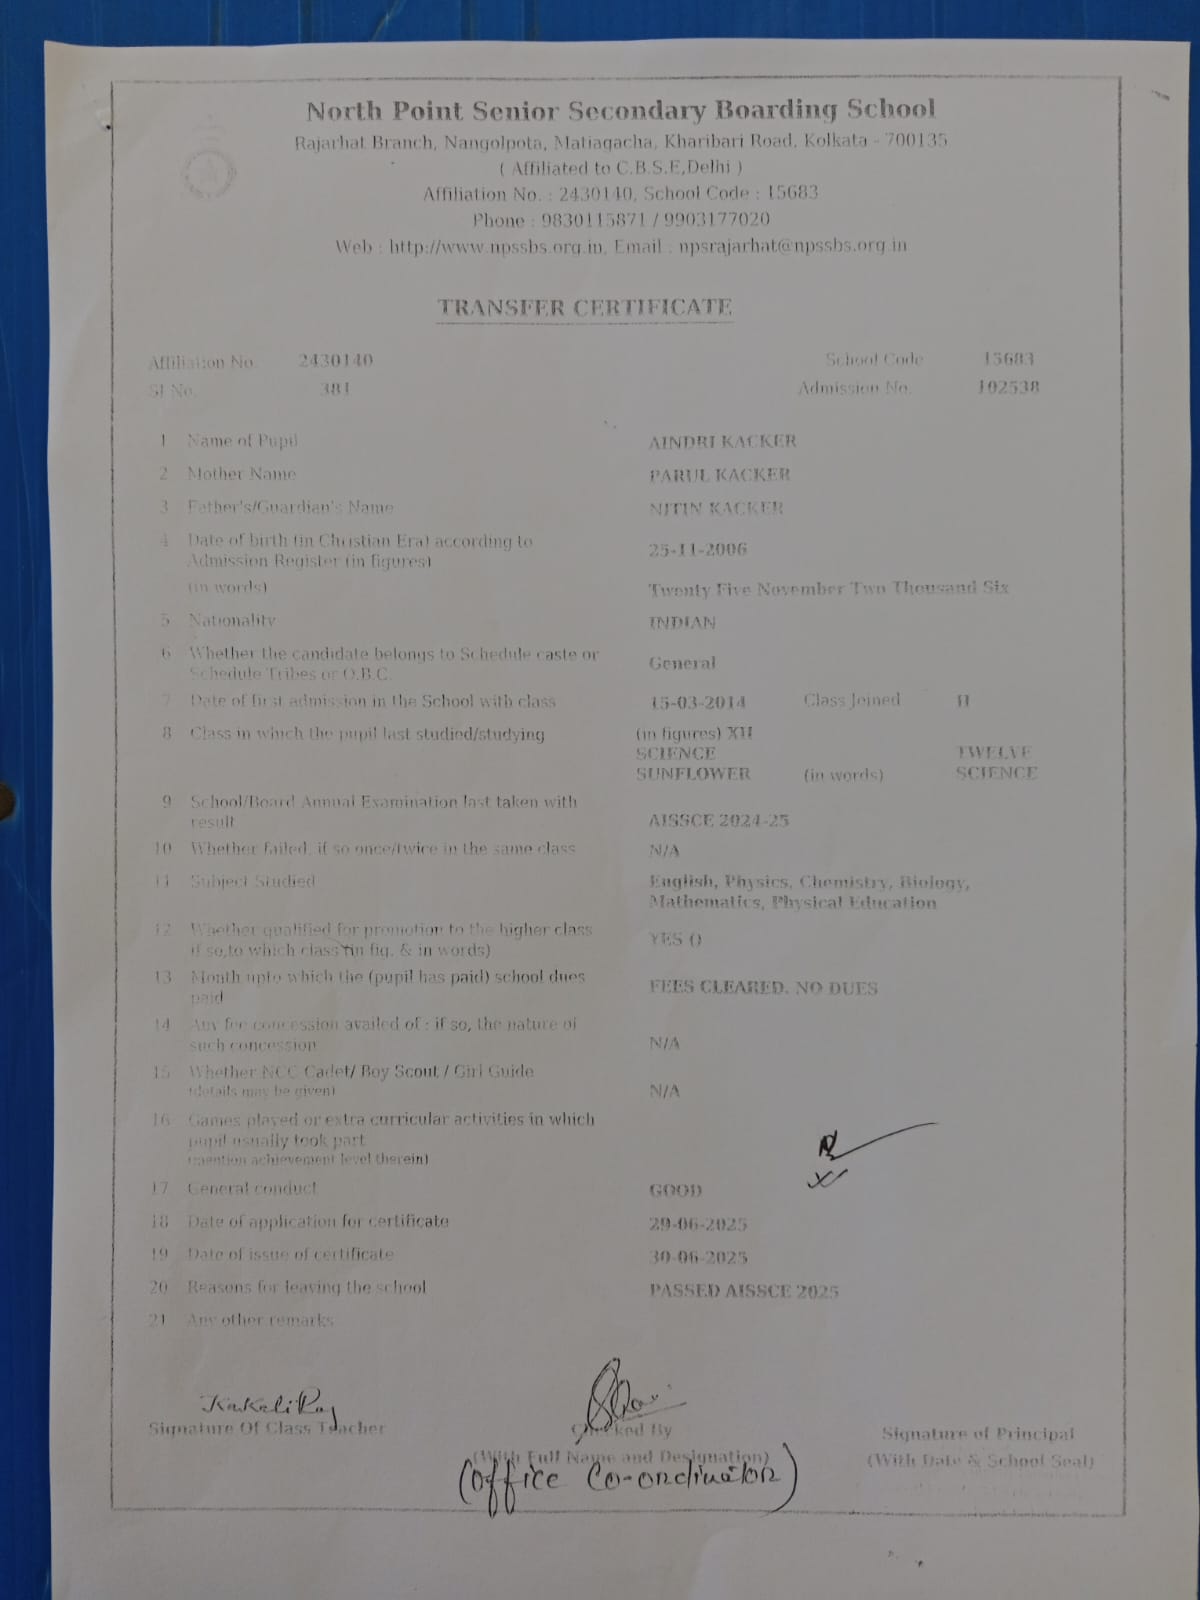 North Point Senior Secondary Boarding School
Rajarhat Branch, Nangolpota, Matiagacha, Kharibari Road, Kolkata - 700135
( Affiliated to C.B.S.E,Delhi )
Affiliation No. : 2430140, School Code : 15683
Phone : 9830115871 / 9903177020
Web : http://www.npssbs.org.in, Email : npsrajarhat@npssbs.org.in
TRANSFER CERTIFICATE
Affiliation No. 2430140 School Code 15683
Sl No. 381 Admission No. 102538
1 Name of Pupil AINDRI KACKER
2 Mother Name PARUL KACKER
3 Father's/Guardian's Name NITIN KACKER
4 Date of birth (in Christian Era) according to
Admission Register (in figures) 25-11-2006
(in words) Twenty Five November Two Thousand Six
5 Nationality INDIAN
6 Whether the candidate belongs to Schedule caste or
Schedule Tribes or O.B.C. General
7 Date of first admission in the School with class 15-03-2014 Class Joined II
8 Class in which the pupil last studied/studying (in figures) XII
SCIENCE TWELVE
SUNFLOWER (in words) SCIENCE
9 School/Board Annual Examination last taken with
result AISSCE 2024-25
10 Whether failed, if so once/twice in the same class N/A
11 Subject Studied English, Physics, Chemistry, Biology,
Mathematics, Physical Education
12 Whether qualified for promotion to the higher class
if so,to which class (in fig. & in words) YES ()
13 Month upto which the (pupil has paid) school dues
paid FEES CLEARED. NO DUES
14 Any fee concession availed of : if so, the nature of
such concession N/A
15 Whether NCC Cadet/ Boy Scout / Girl Guide
(details may be given) N/A
16 Games played or extra curricular activities in which
pupil usually took part
(mention achievement level therein)
17 General conduct GOOD
18 Date of application for certificate 29-06-2025
19 Date of issue of certificate 30-06-2025
20 Reasons for leaving the school PASSED AISSCE 2025
21 Any other remarks
Kakali Ray
Signature Of Class Teacher Checked By Signature of Principal
(With Full Name and Designation) (With Date & School Seal)
(Office Co-ordinator)